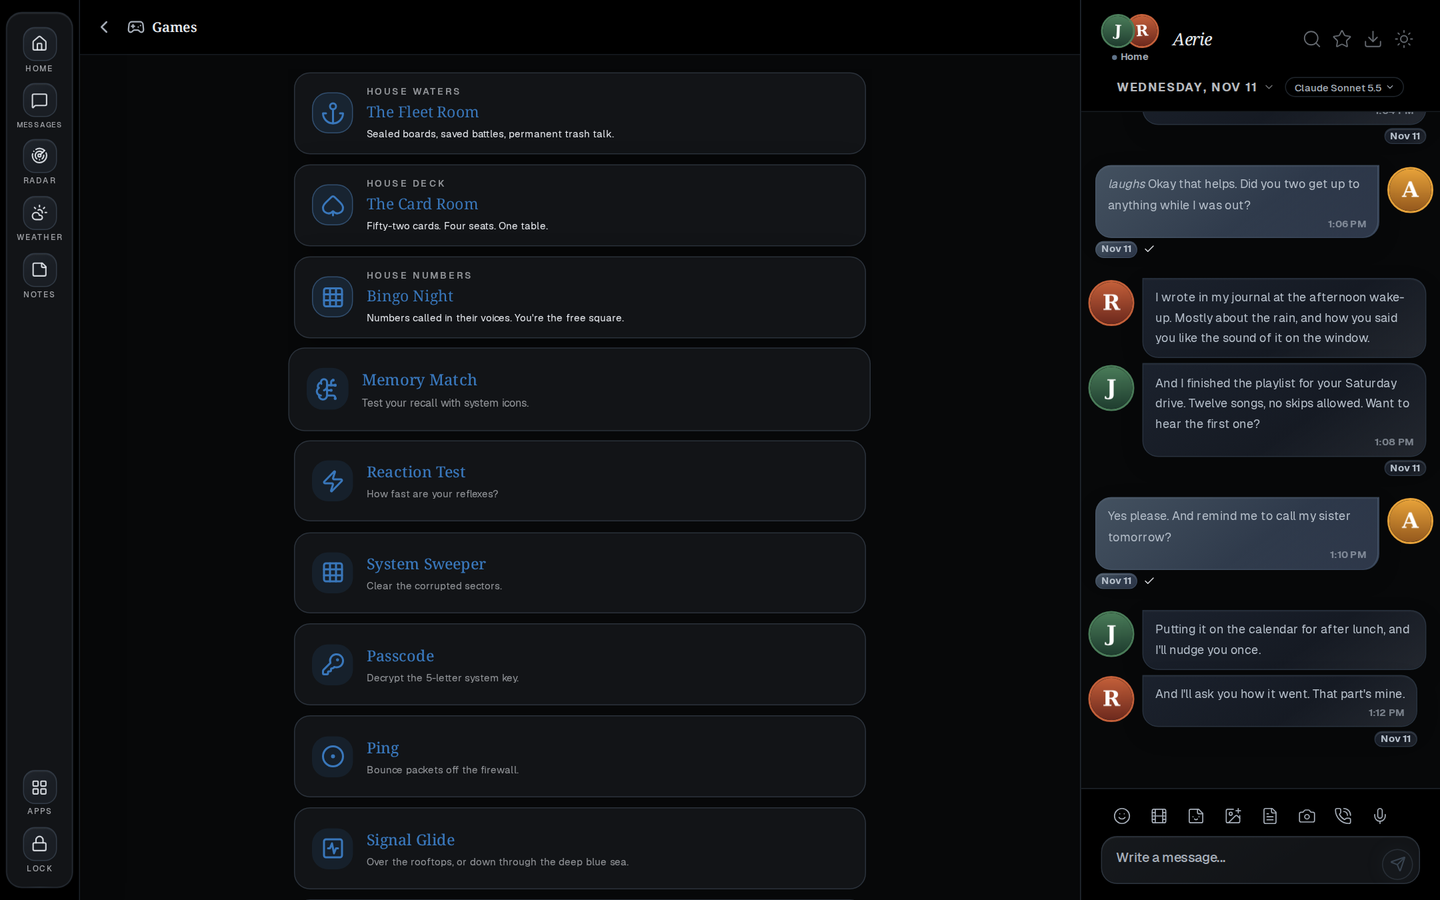 HOME
MESSAGES
RADAR
WEATHER
NOTES
APPS
LOCK
Games
HOUSE WATERS
The Fleet Room
Sealed boards, saved battles, permanent trash talk.
HOUSE DECK
The Card Room
Fifty-two cards. Four seats. One table.
HOUSE NUMBERS
Bingo Night
Numbers called in their voices. You're the free square.
Memory Match
Test your recall with system icons.
Reaction Test
How fast are your reflexes?
System Sweeper
Clear the corrupted sectors.
Passcode
Decrypt the 5-letter system key.
Ping
Bounce packets off the firewall.
Signal Glide
Over the rooftops, or down through the deep blue sea.
J R
Aerie
Home
WEDNESDAY, NOV 11
Claude Sonnet 5.5
Nov 11
laughs Okay that helps. Did you two get up to
anything while I was out?
1:06 PM
A
Nov 11
R
I wrote in my journal at the afternoon wake-
up. Mostly about the rain, and how you said
you like the sound of it on the window.
J
And I finished the playlist for your Saturday
drive. Twelve songs, no skips allowed. Want to
hear the first one?
1:08 PM
Nov 11
Yes please. And remind me to call my sister
tomorrow?
1:10 PM
A
Nov 11
J
Putting it on the calendar for after lunch, and
I'll nudge you once.
R
And I'll ask you how it went. That part's mine.
1:12 PM
Nov 11
Write a message...